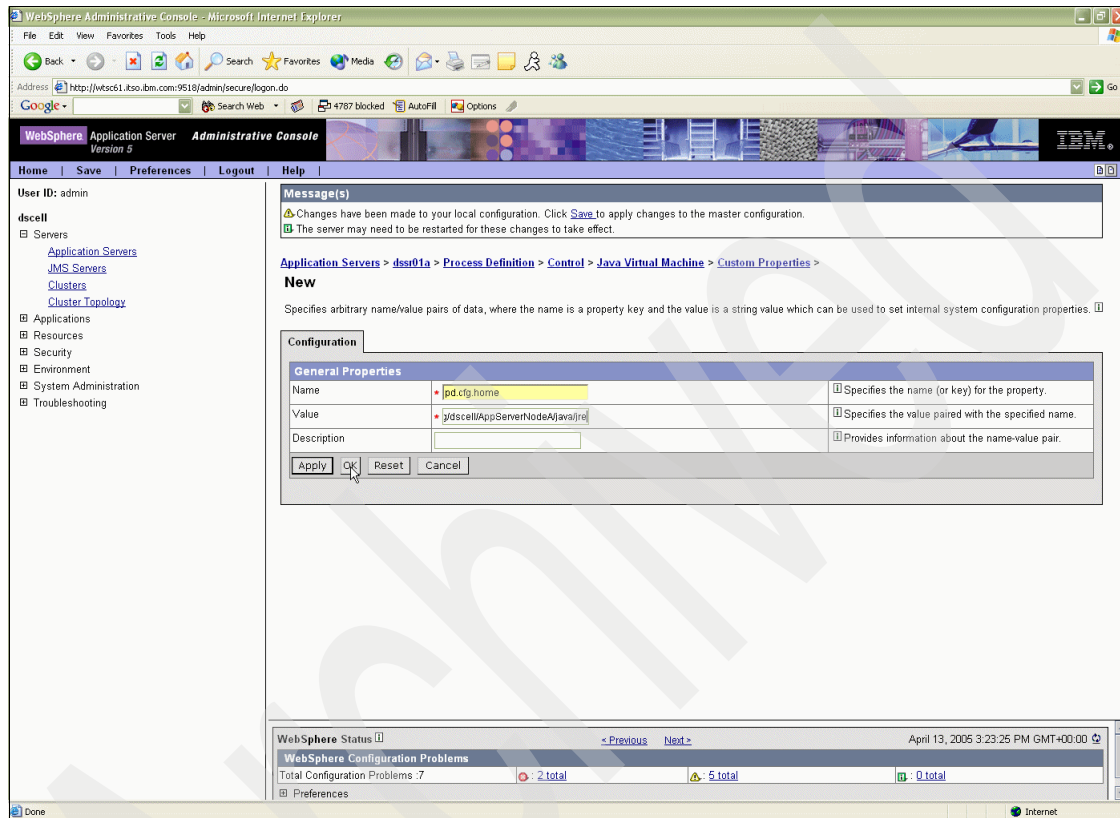 WebSphere Administrative Console - Microsoft Internet Explorer
File Edit View Favorites Tools Help
Back Search Favorites Media
Address http://wtsc61.itso.ibm.com:9518/admin/secure/logon.do Go
Google Search Web 4787 blocked AutoFill Options
WebSphere Application Server Administrative Console
Version 5
IBM
Home | Save | Preferences | Logout | Help |
User ID: admin
dscell
Servers
Application Servers
JMS Servers
Clusters
Cluster Topology
Applications
Resources
Security
Environment
System Administration
Troubleshooting
Message(s)
Changes have been made to your local configuration. Click Save to apply changes to the master configuration.
The server may need to be restarted for these changes to take effect.
Application Servers > dssr01a > Process Definition > Control > Java Virtual Machine > Custom Properties >
New
Specifies arbitrary name/value pairs of data, where the name is a property key and the value is a string value which can be used to set internal system configuration properties.
Configuration
General Properties
Name * pd.cfg.home Specifies the name (or key) for the property.
Value * /dscell/AppServerNodeA/java/jre Specifies the value paired with the specified name.
Description Provides information about the name-value pair.
Apply OK Reset Cancel
WebSphere Status < Previous Next > April 13, 2005 3:23:25 PM GMT+00:00
WebSphere Configuration Problems
Total Configuration Problems :7 : 2 total : 5 total : 0 total
Preferences
Done Internet
Archived